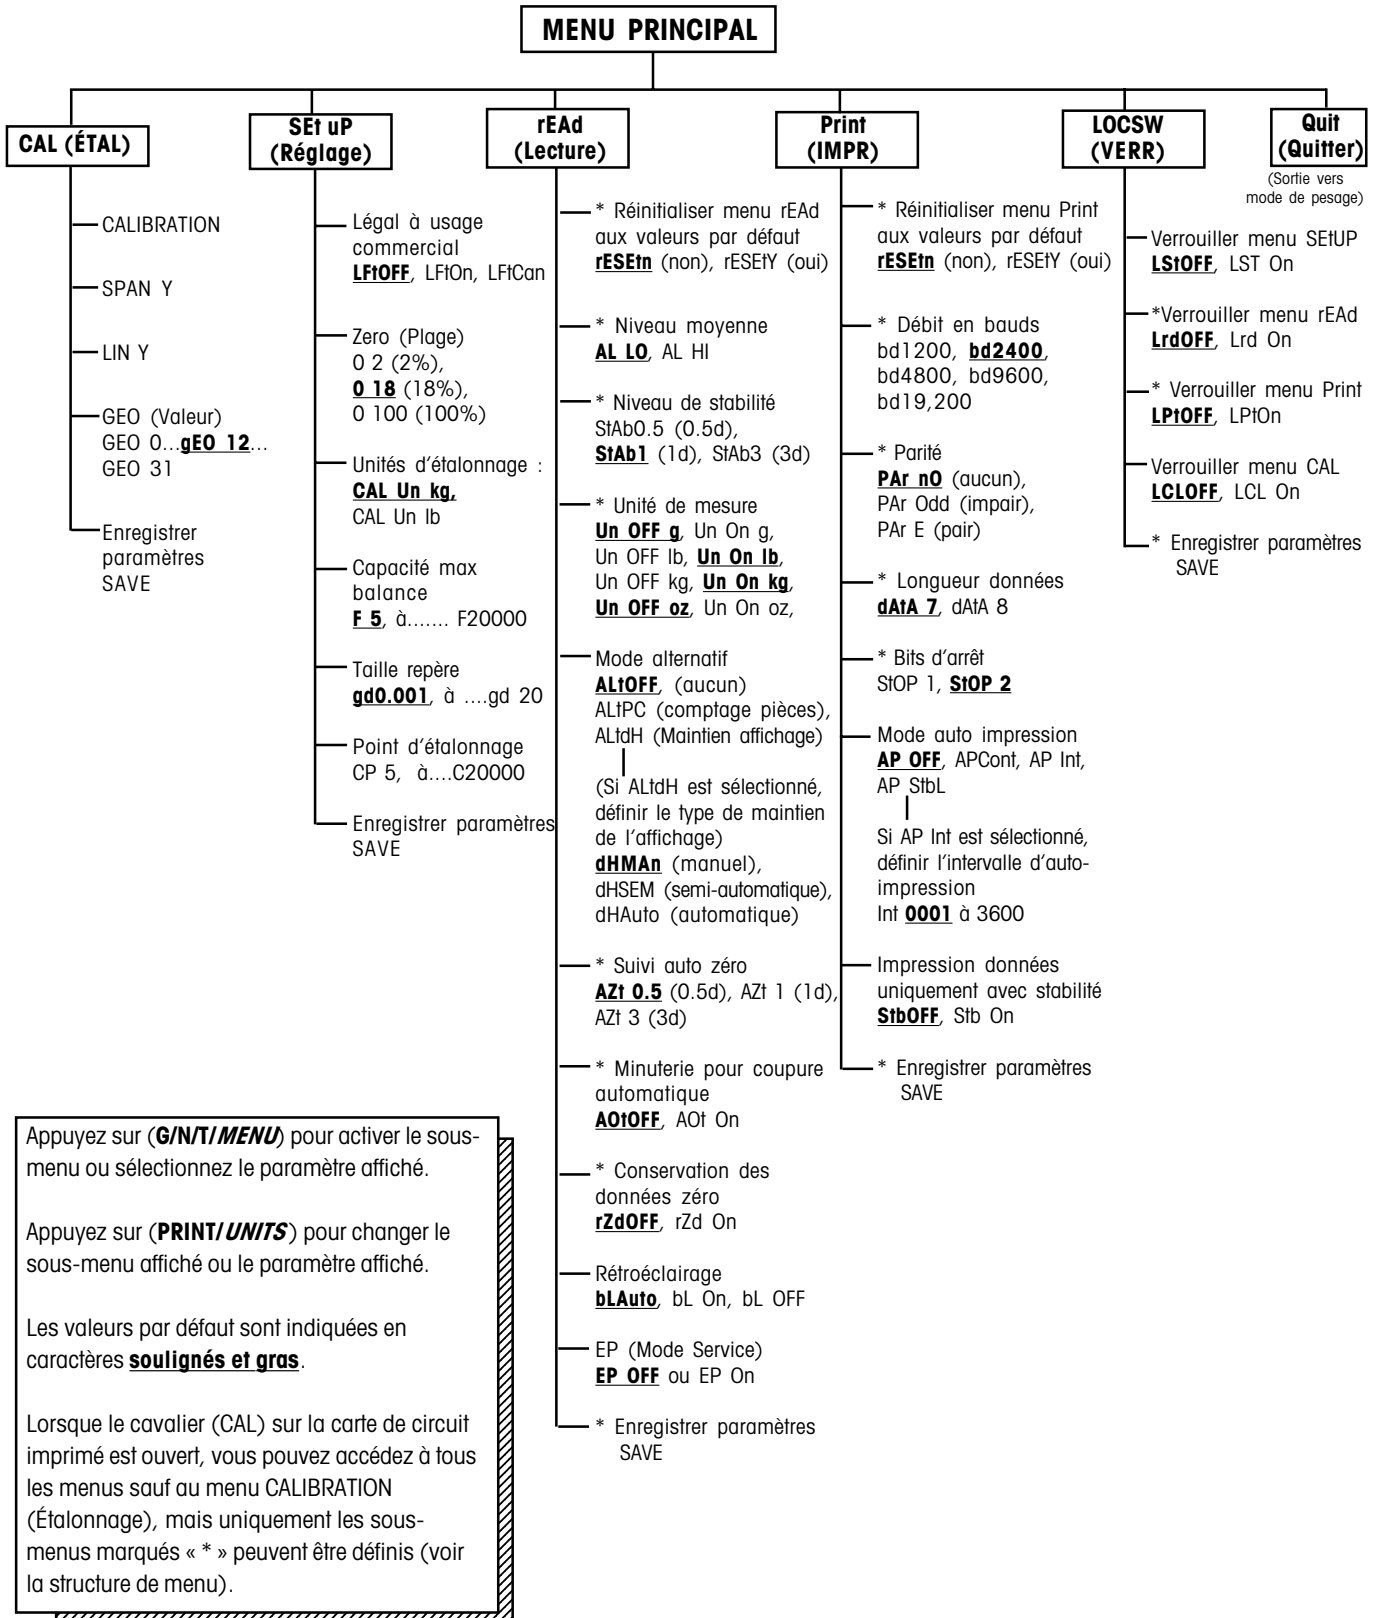 MENU PRINCIPAL
CAL (ÉTAL)
CALIBRATION
SPAN Y
LIN Y
GEO (Valeur)
GEO 0...gEO 12...
GEO 31
Enregistrer
paramètres
SAVE
SEt uP
(Réglage)
Légal à usage
commercial
LFtOFF, LFtOn, LFtCan
Zero (Plage)
0 2 (2%),
0 18 (18%),
0 100 (100%)
Unités d'étalonnage :
CAL Un kg,
CAL Un lb
Capacité max
balance
F 5, à....... F20000
Taille repère
gd0.001, à ....gd 20
Point d'étalonnage
CP 5, à....C20000
Enregistrer paramètres
SAVE
rEAd
(Lecture)
* Réinitialiser menu rEAd
aux valeurs par défaut
rESEtn (non), rESEtY (oui)
* Niveau moyenne
AL LO, AL HI
* Niveau de stabilité
StAb0.5 (0.5d),
StAb1 (1d), StAb3 (3d)
* Unité de mesure
Un OFF g, Un On g,
Un OFF lb, Un On lb,
Un OFF kg, Un On kg,
Un OFF oz, Un On oz,
Mode alternatif
ALtOFF, (aucun)
ALtPC (comptage pièces),
ALtdH (Maintien affichage)
(Si ALtdH est sélectionné,
définir le type de maintien
de l'affichage)
dHMAn (manuel),
dHSEM (semi-automatique),
dHAuto (automatique)
* Suivi auto zéro
AZt 0.5 (0.5d), AZt 1 (1d),
AZt 3 (3d)
* Minuterie pour coupure
automatique
AOtOFF, AOt On
* Conservation des
données zéro
rZdOFF, rZd On
Rétroéclairage
bLAuto, bL On, bL OFF
EP (Mode Service)
EP OFF ou EP On
* Enregistrer paramètres
SAVE
Print
(IMPR)
* Réinitialiser menu Print
aux valeurs par défaut
rESEtn (non), rESEtY (oui)
* Débit en bauds
bd1200, bd2400,
bd4800, bd9600,
bd19,200
* Parité
PAr nO (aucun),
PAr Odd (impair),
PAr E (pair)
* Longueur données
dAtA 7, dAtA 8
* Bits d'arrêt
StOP 1, StOP 2
Mode auto impression
AP OFF, APCont, AP Int,
AP StbL
Si AP Int est sélectionné,
définir l'intervalle d'auto-
impression
Int 0001 à 3600
Impression données
uniquement avec stabilité
StbOFF, Stb On
* Enregistrer paramètres
SAVE
LOCSW
(VERR)
Verrouiller menu SEtUP
LStOFF, LST On
*Verrouiller menu rEAd
LrdOFF, Lrd On
* Verrouiller menu Print
LPtOFF, LPtOn
Verrouiller menu CAL
LCLOFF, LCL On
* Enregistrer paramètres
SAVE
Quit
(Quitter)
(Sortie vers
mode de pesage)
Appuyez sur (G/N/T/MENU) pour activer le sous-
menu ou sélectionnez le paramètre affiché.
Appuyez sur (PRINT/UNITS) pour changer le
sous-menu affiché ou le paramètre affiché.
Les valeurs par défaut sont indiquées en
caractères soulignés et gras.
Lorsque le cavalier (CAL) sur la carte de circuit
imprimé est ouvert, vous pouvez accédez à tous
les menus sauf au menu CALIBRATION
(Étalonnage), mais uniquement les sous-
menus marqués « * » peuvent être définis (voir
la structure de menu).